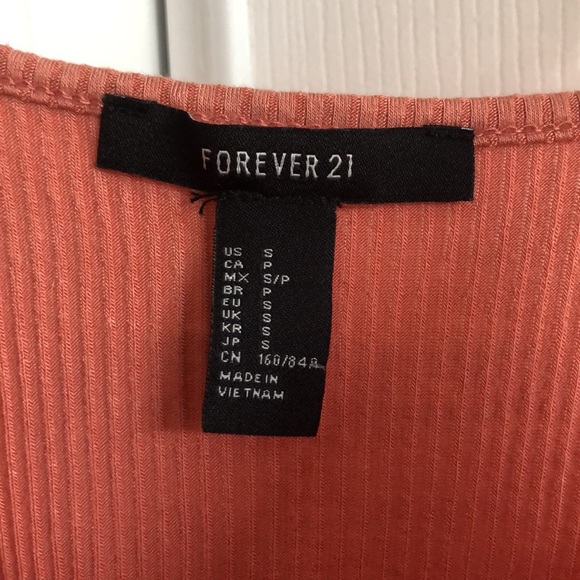 FOREVER 21
US S
CA P
MX S/P
BR P
EU S
UK S
KR S
JP S
CN 160/84A
MADE IN
VIETNAM